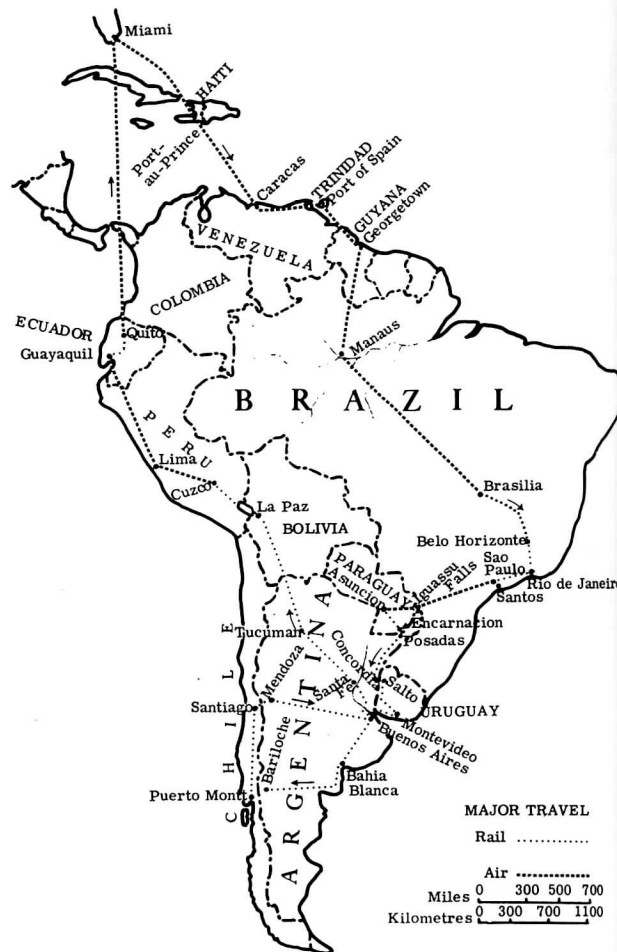 Miami
HAITI
Port-
au-Prince
Caracas
TRINIDAD
Port of Spain
GUYANA
Georgetown
VENEZUELA
COLOMBIA
ECUADOR
Quito
Guayaquil
Manaus
BRAZIL
PERU
Lima
Cuzco
La Paz
BOLIVIA
Brasilia
Belo Horizonte
Sao
Paulo
Rio de Janeiro
Santos
PARAGUAY
Asuncion
Iguassu
Falls
Encarnacion
Posadas
Tucuman
Concordia
Salto
Mendoza
Santa
Fe
Santiago
URUGUAY
Montevideo
Buenos Aires
Bariloche
Bahia
Blanca
Puerto Montt
CHILE
ARGENTINA
MAJOR TRAVEL
Rail
Air
Miles 0 300 500 700
Kilometres 0 300 700 1100